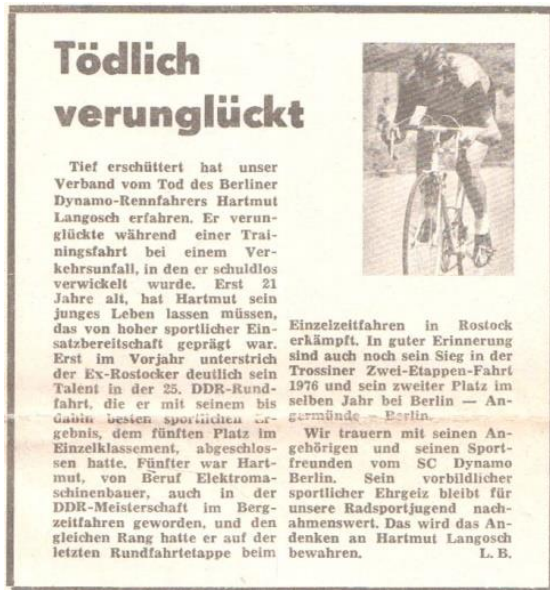 Tödlich
verunglückt
Tief erschüttert hat unser
Verband vom Tod des Berliner
Dynamo-Rennfahrers Hartmut
Langosch erfahren. Er verun-
glückte während einer Trai-
ningsfahrt bei einem Ver-
kehrsunfall, in den er schuldlos
verwickelt wurde. Erst 21
Jahre alt, hat Hartmut sein
junges Leben lassen müssen,
das von hoher sportlicher Ein-
satzbereitschaft geprägt war.
Erst im Vorjahr unterstrich
der Ex-Rostocker deutlich sein
Talent in der 25. DDR-Rund-
fahrt, die er mit seinem bis
dahin besten sportlichen Er-
gebnis, dem fünften Platz im
Einzelklassement, abgeschlos-
sen hatte. Fünfter war Hart-
mut, von Beruf Elektroma-
schinenbauer, auch in der
DDR-Meisterschaft im Berg-
zeitfahren geworden, und den
gleichen Rang hatte er auf der
letzten Rundfahrtetappe beim
Einzelzeitfahren in Rostock
erkämpft. In guter Erinnerung
sind auch noch sein Sieg in der
Trossiner Zwei-Etappen-Fahrt
1976 und sein zweiter Platz im
selben Jahr bei Berlin — An-
germünde — Berlin.
Wir trauern mit seinen An-
gehörigen und seinen Sport-
freunden vom SC Dynamo
Berlin. Sein vorbildlicher
sportlicher Ehrgeiz bleibt für
unsere Radsportjugend nach-
ahmenswert. Das wird das An-
denken an Hartmut Langosch
bewahren. L. B.